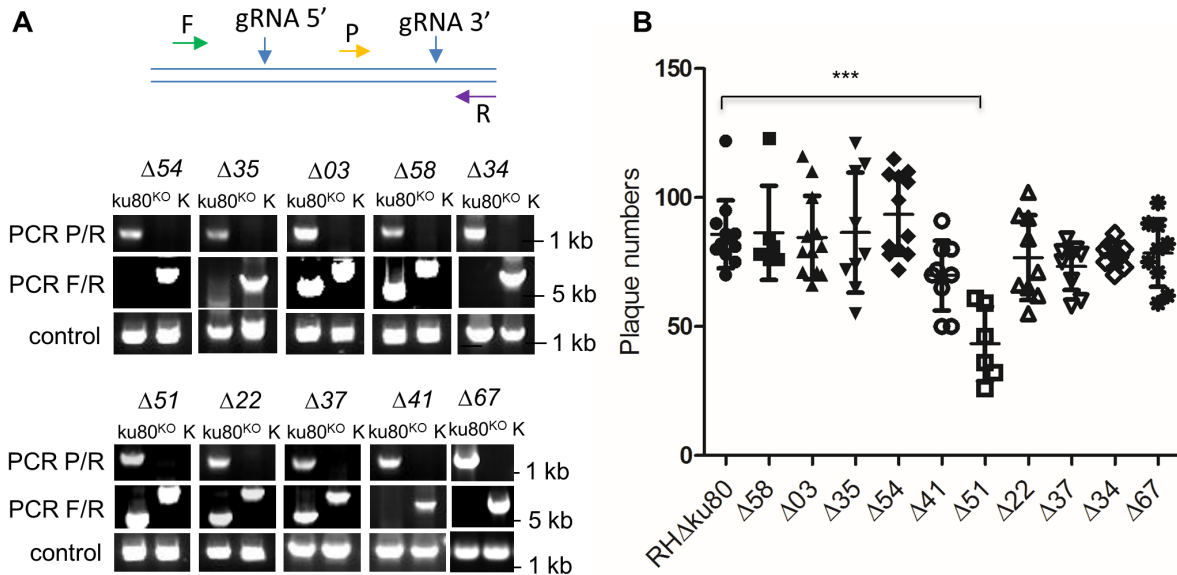 A
F
gRNA 5’
P
gRNA 3’
R
Δ54 Δ35 Δ03 Δ58 Δ34
ku80KO K ku80KO K ku80KO K ku80KO K ku80KO K
PCR P/R
1 kb
PCR F/R
5 kb
control
1 kb
Δ51 Δ22 Δ37 Δ41 Δ67
ku80KO K ku80KO K ku80KO K ku80KO K ku80KO K
PCR P/R
1 kb
PCR F/R
5 kb
control
1 kb
B
***
Plaque numbers
150
100
50
0
RHΔku80 Δ58 Δ03 Δ35 Δ54 Δ41 Δ51 Δ22 Δ37 Δ34 Δ67